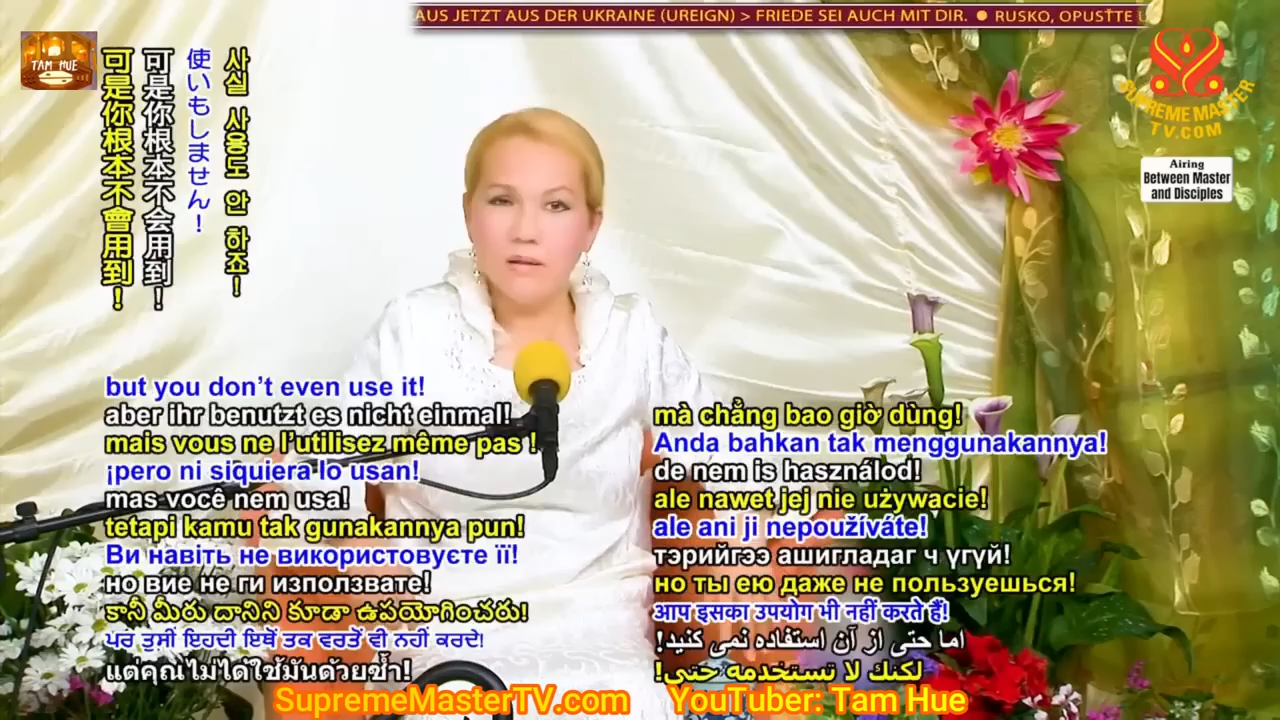 AUS JETZT AUS DER UKRAINE (UREIGN) > FRIEDE SEI AUCH MIT DIR. ● RUSKO, OPUSŤTE
TAM HUE
SUPREME MASTER
TV.COM
Airing
Between Master
and Disciples
사실 사용도 안 하죠!
使いもしません!
可是你根本不会用到!
可是你根本不會用到!
but you don’t even use it!
aber ihr benutzt es nicht einmal!
mais vous ne l’utilisez même pas !
¡pero ni siquiera lo usan!
mas você nem usa!
tetapi kamu tak gunakannya pun!
Ви навіть не використовуєте її!
но вие не ги използвате!
కానీ మీరు దానిని కూడా ఉపయోగించరు!
ਪਰ ਤੁਸੀਂ ਇਹਦੀ ਇਥੋਂ ਤਕ ਵਰਤੋਂ ਵੀ ਨਹੀਂ ਕਰਦੇ!
แต่คุณไม่ได้ใช้มันด้วยซ้ำ!
mà chẳng bao giờ dùng!
Anda bahkan tak menggunakannya!
de nem is használod!
ale nawet jej nie używacie!
ale ani ji nepoužíváte!
тэрийгээ ашигладаг ч үгүй!
но ты ею даже не пользуешься!
आप इसका उपयोग भी नहीं करते हैं!
اما حتی از آن استفاده نمی کنید!
لكنك لا تستخدمه حتى!
SupremeMasterTV.com YouTuber: Tam Hue